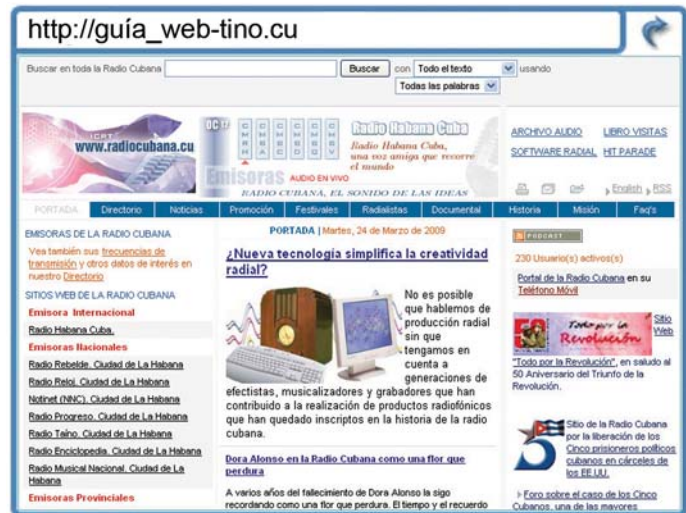 http://guía_web-tino.cu
Buscar en toda la Radio Cubana Buscar con Todo el texto usando
Todas las palabras
ICRT
www.radiocubana.cu
OC fr
Radio Habana Cuba
Radio Habana Cuba,
una voz amiga que recorre
el mundo
Emisoras AUDIO EN VIVO
RADIO CUBANA, EL SONIDO DE LAS IDEAS
ARCHIVO AUDIO LIBRO VISITAS
SOFTWARE RADIAL HIT PARADE
English RSS
PORTADA Directorio Noticias Promoción Festivales Radialistas Documental Historia Misión Faq's
EMISORAS DE LA RADIO CUBANA
Vea también sus frecuencias de
transmisión y otros datos de interés en
nuestro Directorio
SITIOS WEB DE LA RADIO CUBANA
Emisora Internacional
Radio Habana Cuba.
Emisoras Nacionales
Radio Rebelde. Ciudad de La Habana
Radio Reloj. Ciudad de La Habana
Notinet (NNC). Ciudad de La Habana
Radio Progreso. Ciudad de La Habana
Radio Taíno. Ciudad de La Habana
Radio Enciclopedia. Ciudad de La Habana
Radio Musical Nacional. Ciudad de La
Habana
Emisoras Provinciales
PORTADA | Martes, 24 de Marzo de 2009
¿Nueva tecnología simplifica la creatividad
radial?
No es posible
que hablemos de
producción radial
sin que
tengamos en
cuenta a
generaciones de
efectistas, musicalizadores y grabadores que han
contribuido a la realización de productos radiofónicos
que han quedado inscriptos en la historia de la radio
cubana.
Dora Alonso en la Radio Cubana como una flor que
perdura
A varios años del fallecimiento de Dora Alonso la sigo
recordando como una flor que perdura. El tiempo y el recuerdo
PODCAST
230 Usuario(s) activos(s)
Portal de la Radio Cubana en su
Teléfono Móvil
50 Todo por la
Revolución
Sitio
Web
"Todo por la Revolución", en saludo al
50 Aniversario del Triunfo de la
Revolución.
5
Sitio de la Radio Cubana
por la liberación de los
Cinco prisioneros políticos
cubanos en cárceles de
los EE.UU.
Foro sobre el caso de los Cinco
Cubanos, una de las mayores